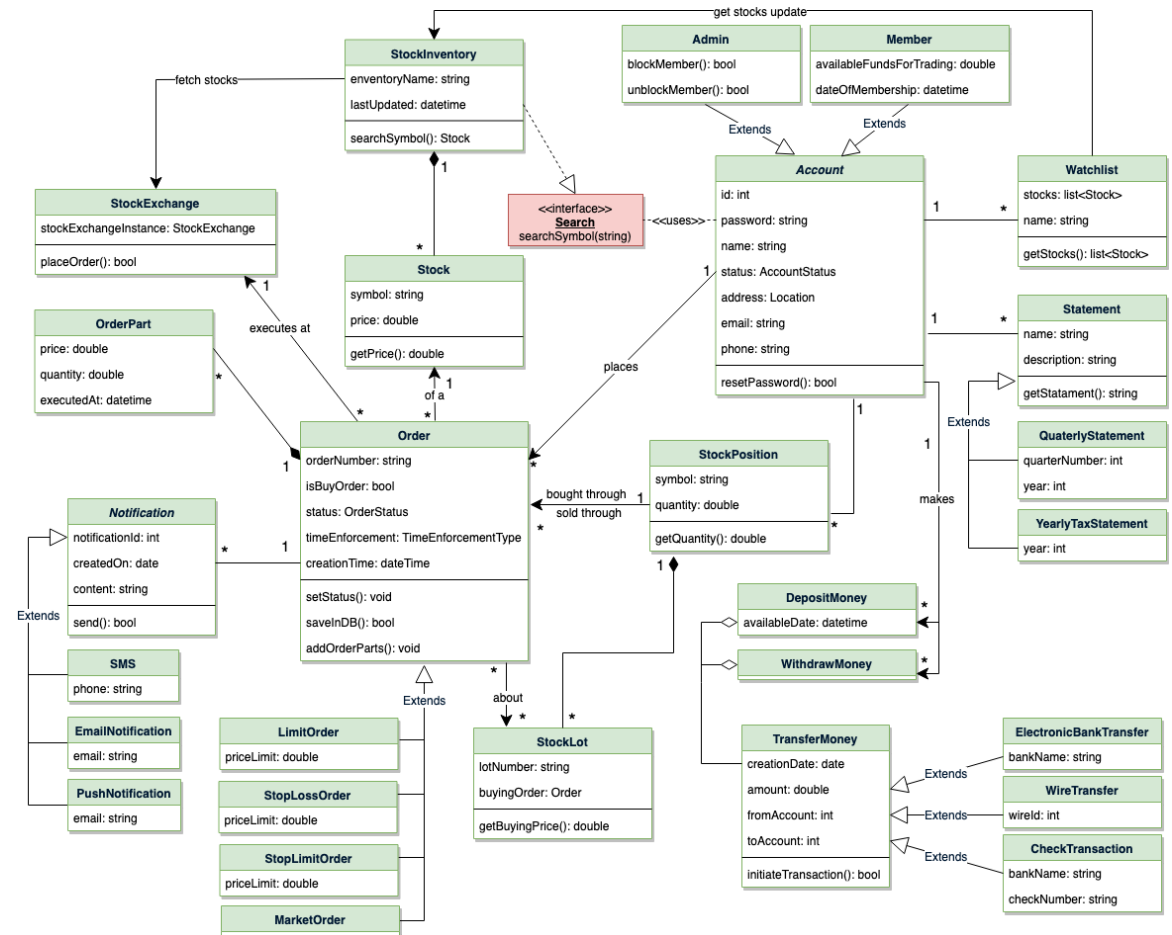 get stocks update
StockInventory
enventoryName: string
lastUpdated: datetime
searchSymbol(): Stock
fetch stocks
Admin
blockMember(): bool
unblockMember(): bool
Member
availableFundsForTrading: double
dateOfMembership: datetime
Extends
Extends
StockExchange
stockExchangeInstance: StockExchange
placeOrder(): bool
1
1
*
<<interface>>
Search
searchSymbol(string)
<<uses>>
Account
id: int
password: string
name: string
status: AccountStatus
address: Location
email: string
phone: string
resetPassword(): bool
1
*
Watchlist
stocks: list<Stock>
name: string
getStocks(): list<Stock>
Stock
symbol: string
price: double
getPrice(): double
1
of a
*
executes at
*
1
places
*
OrderPart
price: double
quantity: double
executedAt: datetime
*
1
1
*
Statement
name: string
description: string
getStatament(): string
Extends
QuaterlyStatement
quarterNumber: int
year: int
YearlyTaxStatement
year: int
Order
orderNumber: string
isBuyOrder: bool
status: OrderStatus
timeEnforcement: TimeEnforcementType
creationTime: dateTime
setStatus(): void
saveInDB(): bool
addOrderParts(): void
bought through
sold through
1
*
StockPosition
symbol: string
quantity: double
getQuantity(): double
1
*
1
1
makes
*
*
Notification
notificationId: int
createdOn: date
content: string
send(): bool
*
1
Extends
SMS
phone: string
EmailNotification
email: string
PushNotification
email: string
DepositMoney
availableDate: datetime
WithdrawMoney
Extends
*
about
*
*
LimitOrder
priceLimit: double
StopLossOrder
priceLimit: double
StopLimitOrder
priceLimit: double
MarketOrder
StockLot
lotNumber: string
buyingOrder: Order
getBuyingPrice(): double
TransferMoney
creationDate: date
amount: double
fromAccount: int
toAccount: int
initiateTransaction(): bool
Extends
Extends
Extends
ElectronicBankTransfer
bankName: string
WireTransfer
wireId: int
CheckTransaction
bankName: string
checkNumber: string